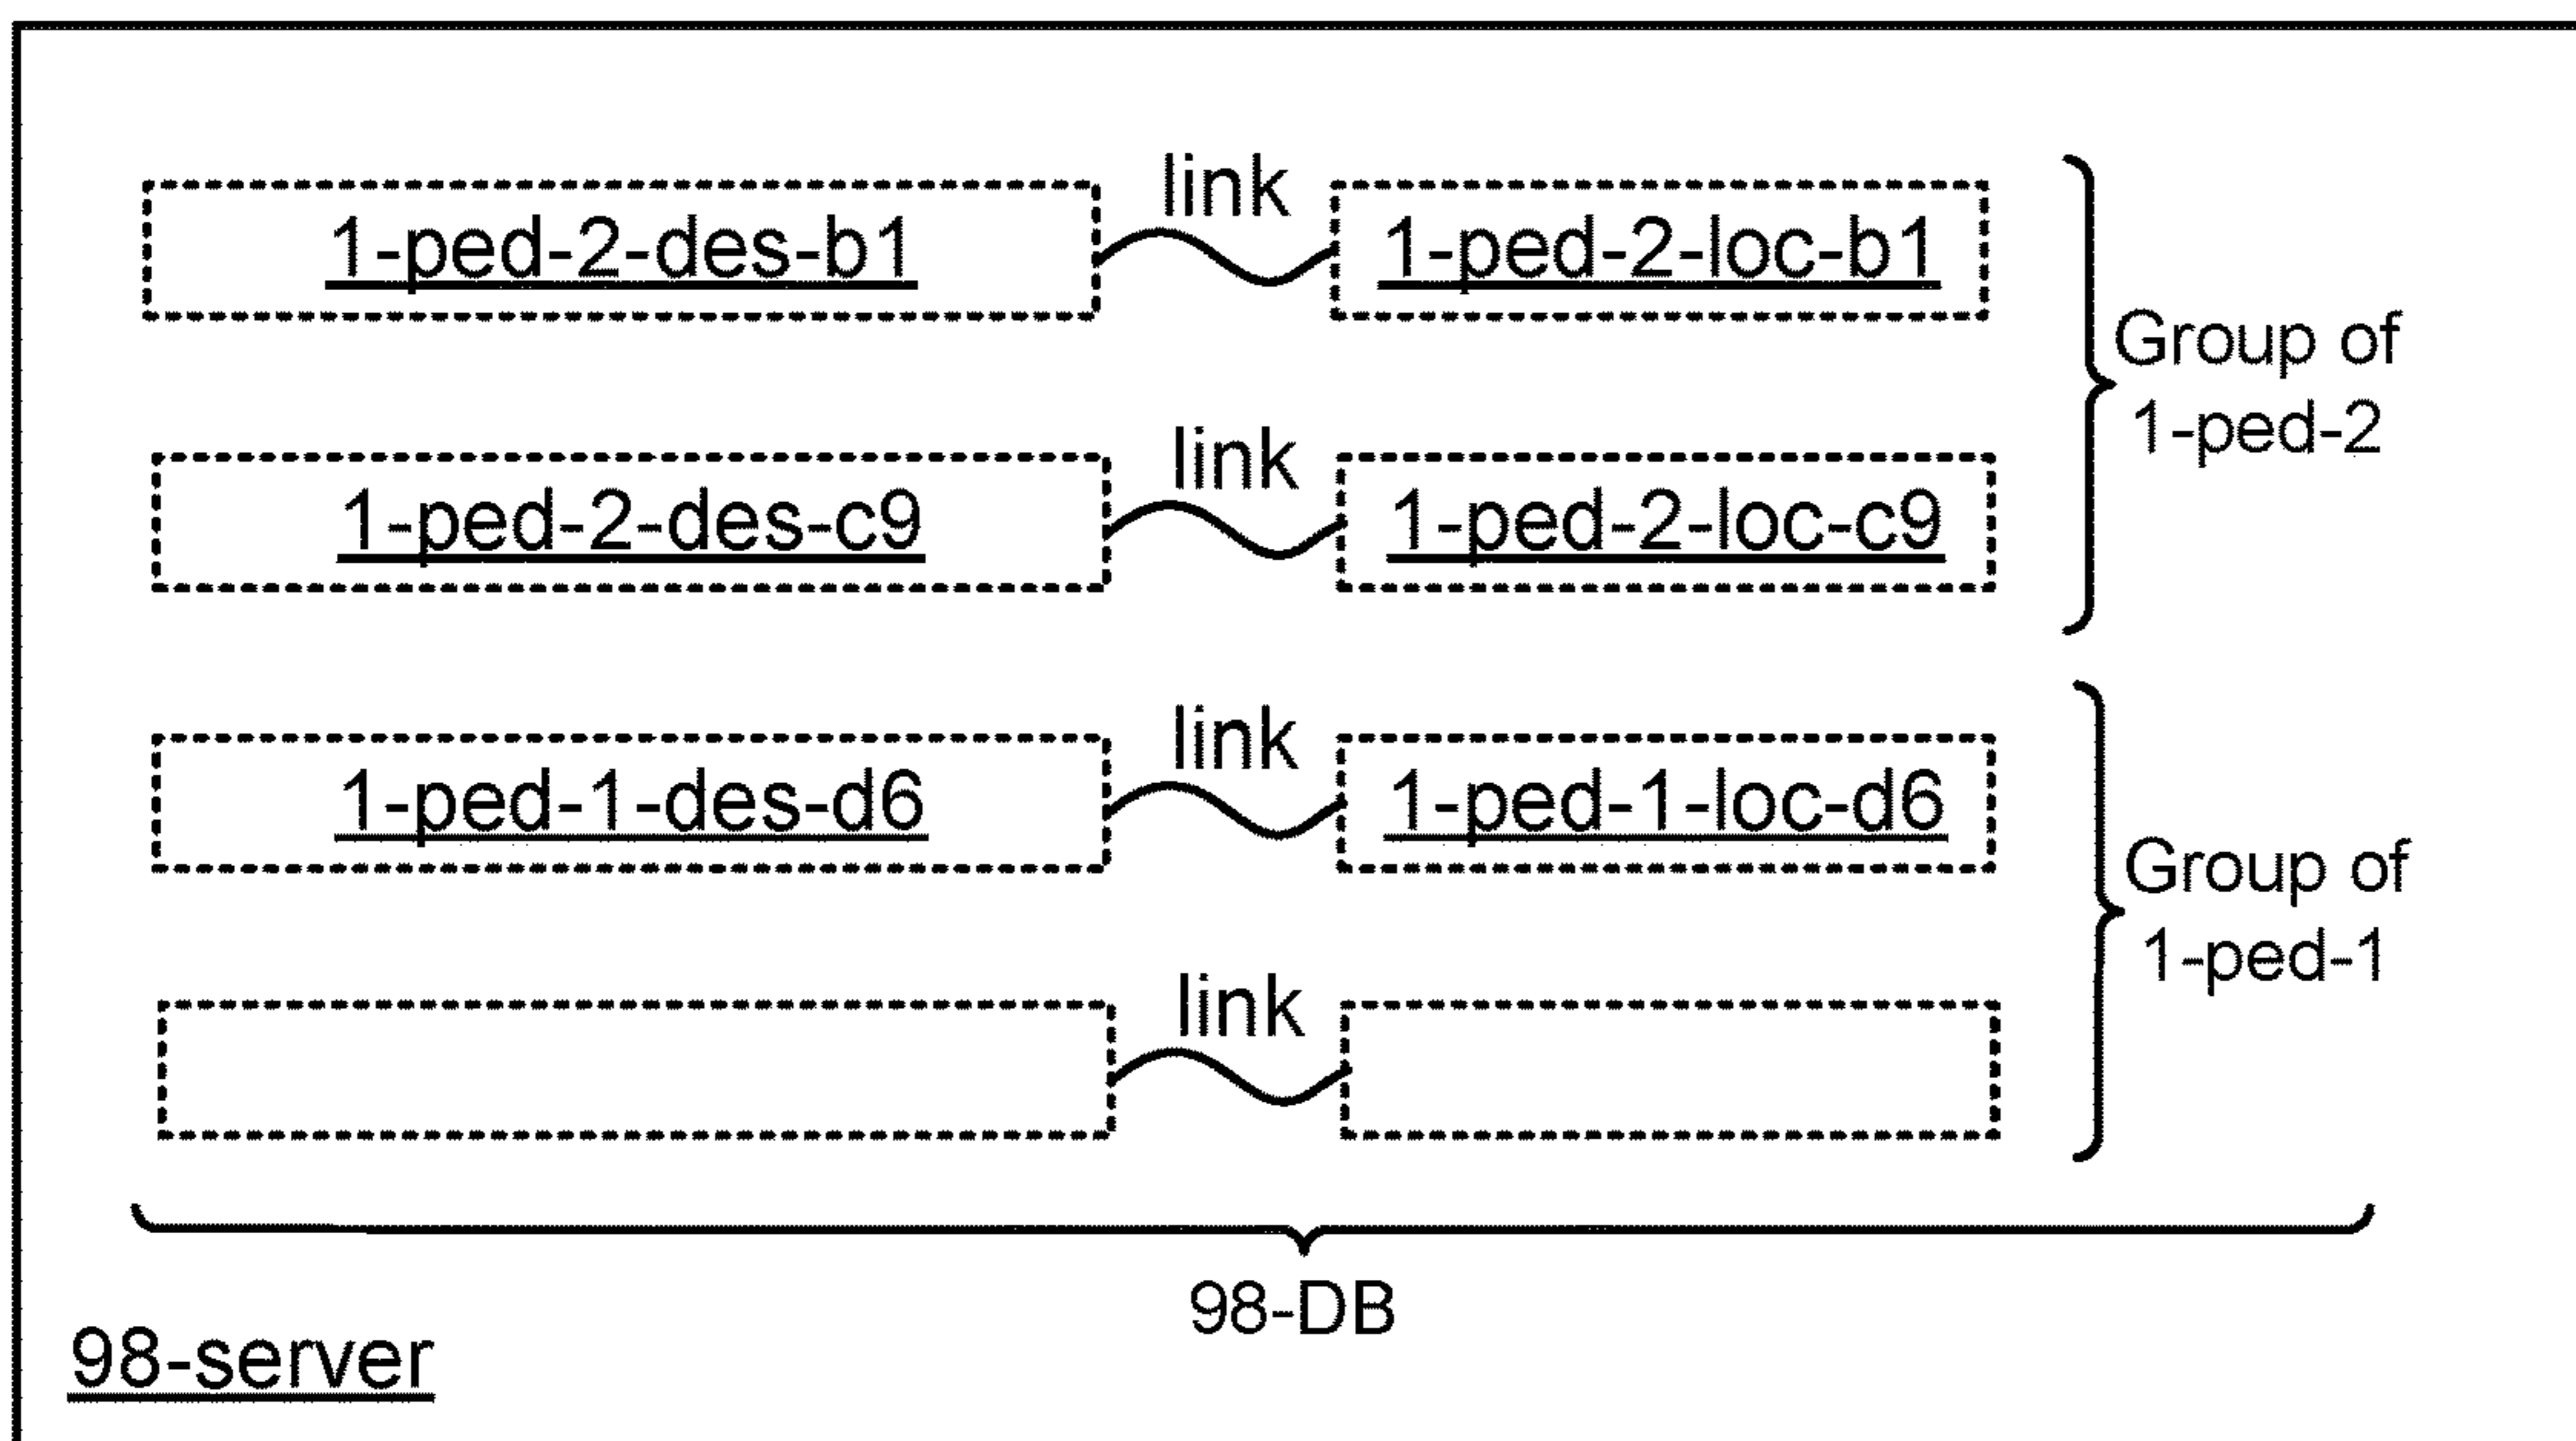 link
1-ped-2-des-b1
1-ped-2-loc-b1
Group of
1-ped-2
link
1-ped-2-des-c9
1-ped-2-loc-c9
link
1-ped-1-des-d6
1-ped-1-loc-d6
Group of
1-ped-1
link
98-DB
98-server